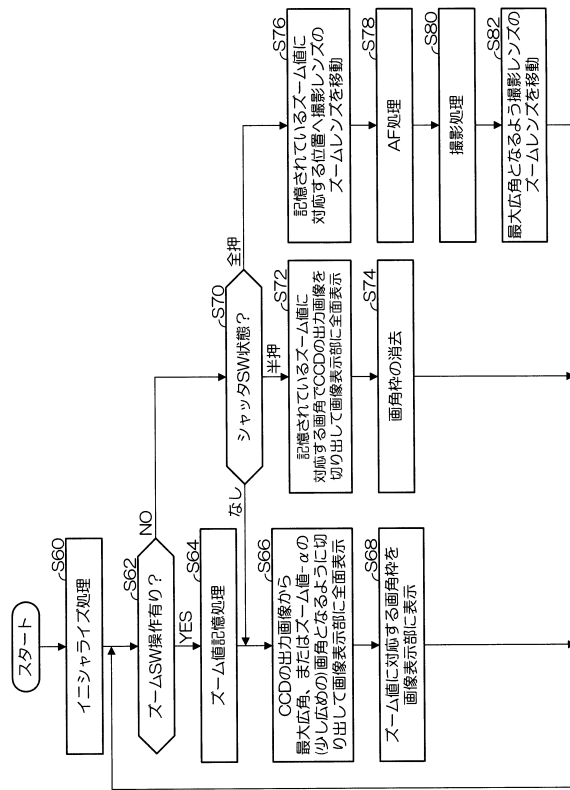 スタート
S60
イニシャライズ処理
S62
ズームSW操作有り?
NO
YES
S64
ズーム値記憶処理
S66
CCDの出力画像から
最大広角、またはズーム値-αの
(少し広めの)画角となるように切
り出して画像表示部に全面表示
S68
ズーム値に対応する画角枠を
画像表示部に表示
S70
シャッタSW状態?
なし
半押
全押
S72
記憶されているズーム値に
対応する画角でCCDの出力画像を
切り出して画像表示部に全面表示
S74
画角枠の消去
S76
記憶されているズーム値に
対応する位置へ撮影レンズの
ズームレンズを移動
S78
AF処理
S80
撮影処理
S82
最大広角となるよう撮影レンズの
ズームレンズを移動